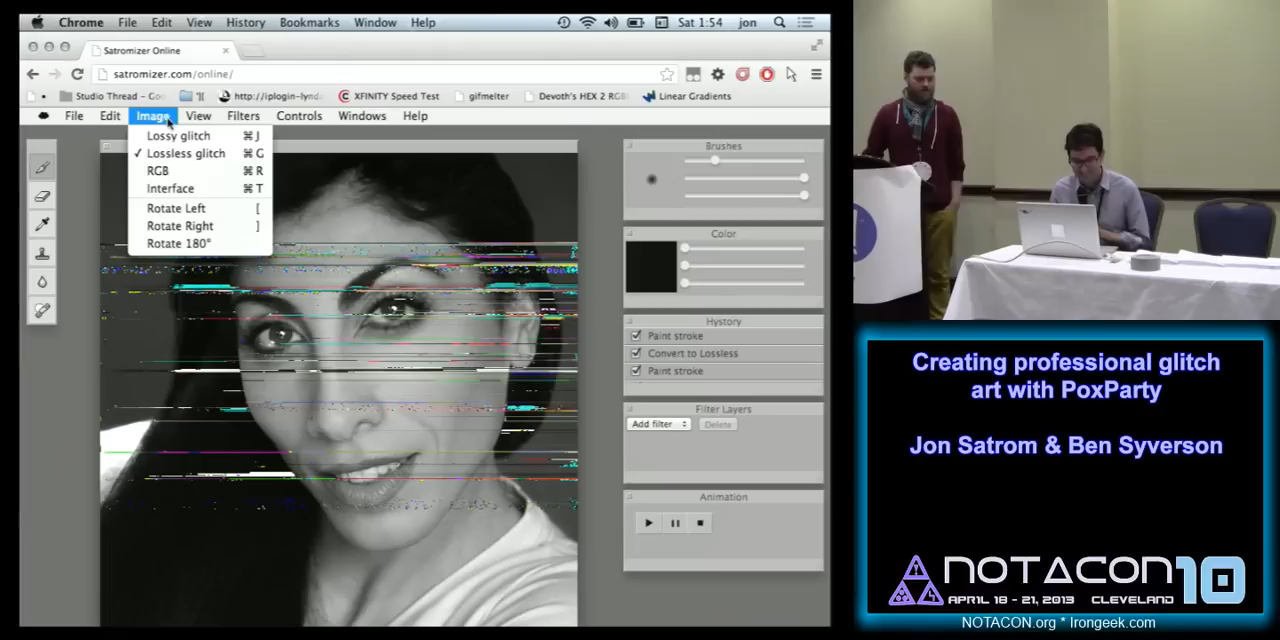 Chrome File Edit View History Bookmarks Window Help Sat 1:54 jon
Satromizer Online
satromizer.com/online/
Studio Thread - Goo http://iplogin-lynda XFINITY Speed Test gifmelter Devoth's HEX 2 RGB Linear Gradients
File Edit Image View Filters Controls Windows Help
Lossy glitch ⌘ J
✓ Lossless glitch ⌘ G
RGB ⌘ R
Interface ⌘ T
Rotate Left [
Rotate Right ]
Rotate 180°
Brushes
Color
Hystory
Paint stroke
Convert to Lossless
Paint stroke
Filter Layers
Add filter Delete
Animation
Creating professional glitch
art with PoxParty
Jon Satrom & Ben Syverson
NOTACON 10
APRIL 18 - 21, 2013 CLEVELAND
NOTACON.org * Irongeek.com